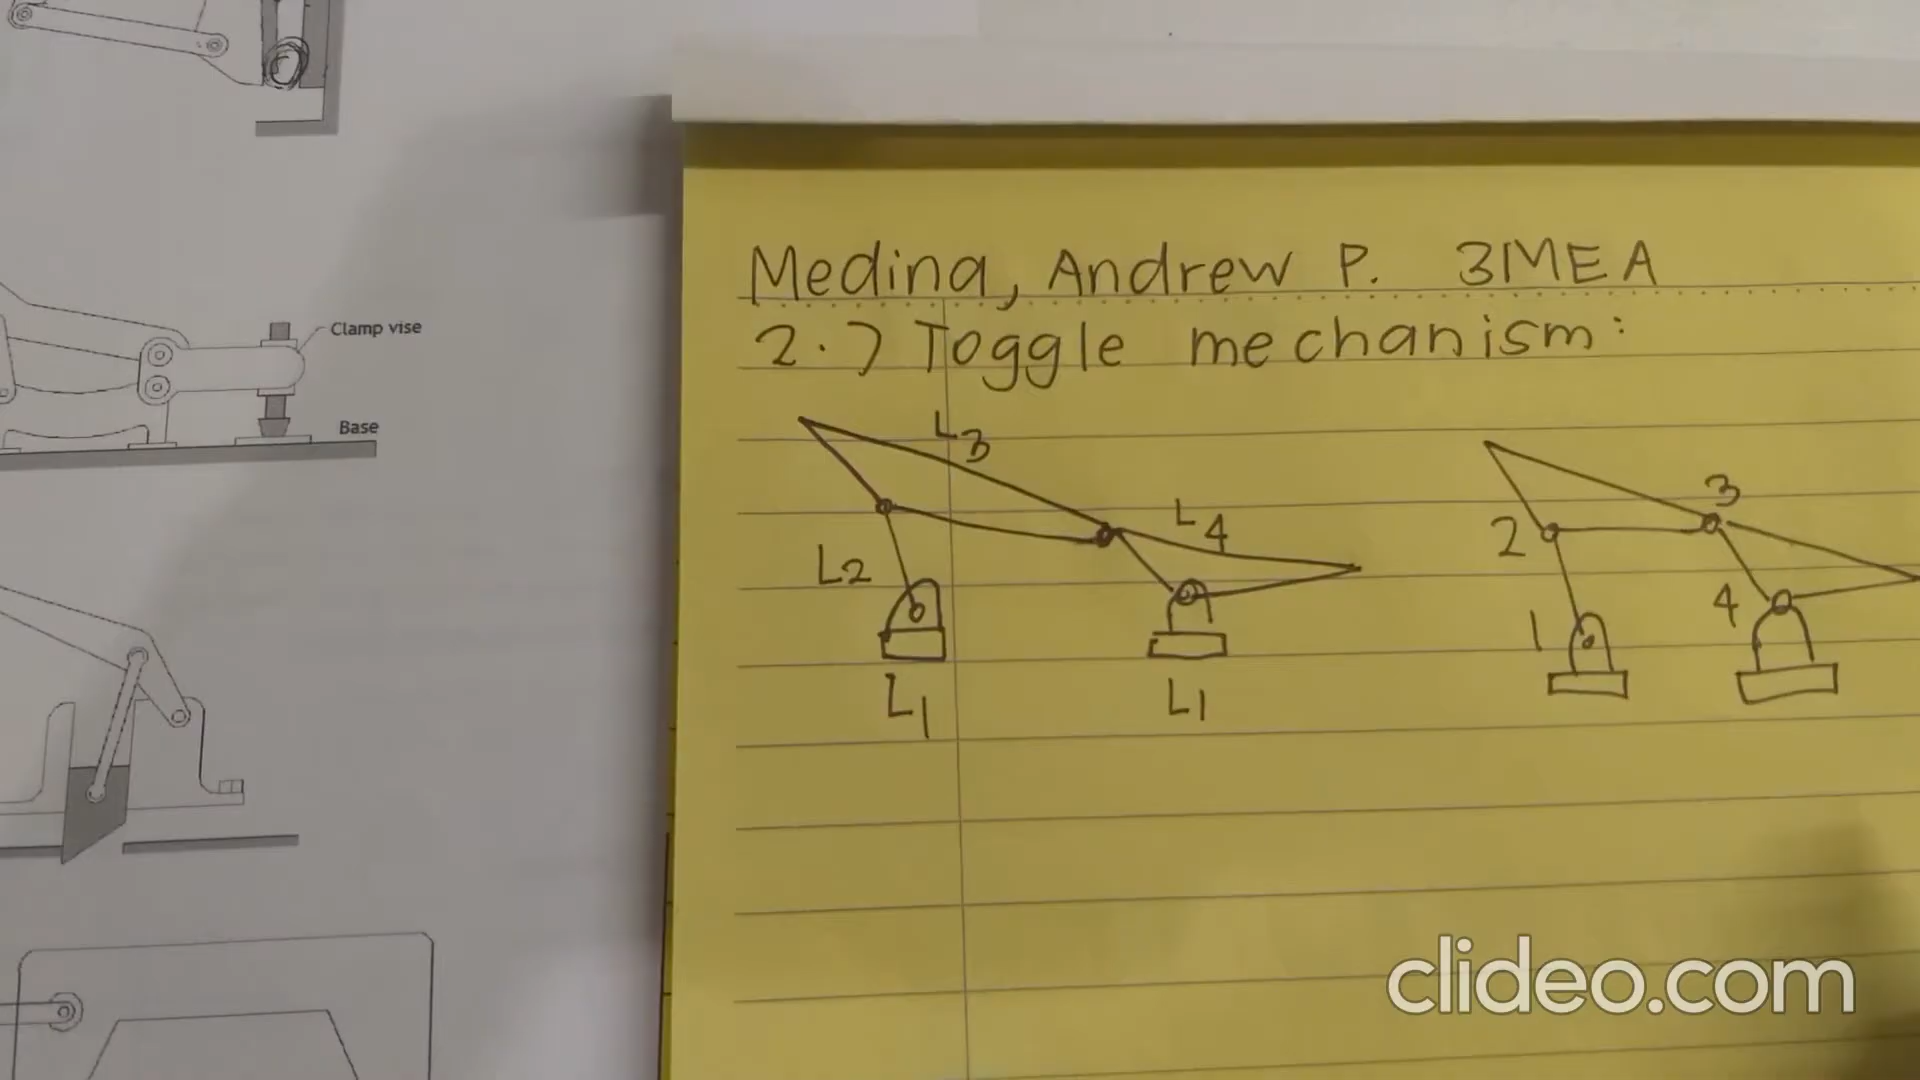 Clamp vise
Base
Medina, Andrew P. 3MEA
2.) Toggle mechanism:
L3
L4
L2
L1
L1
3
2
4
1
clideo.com